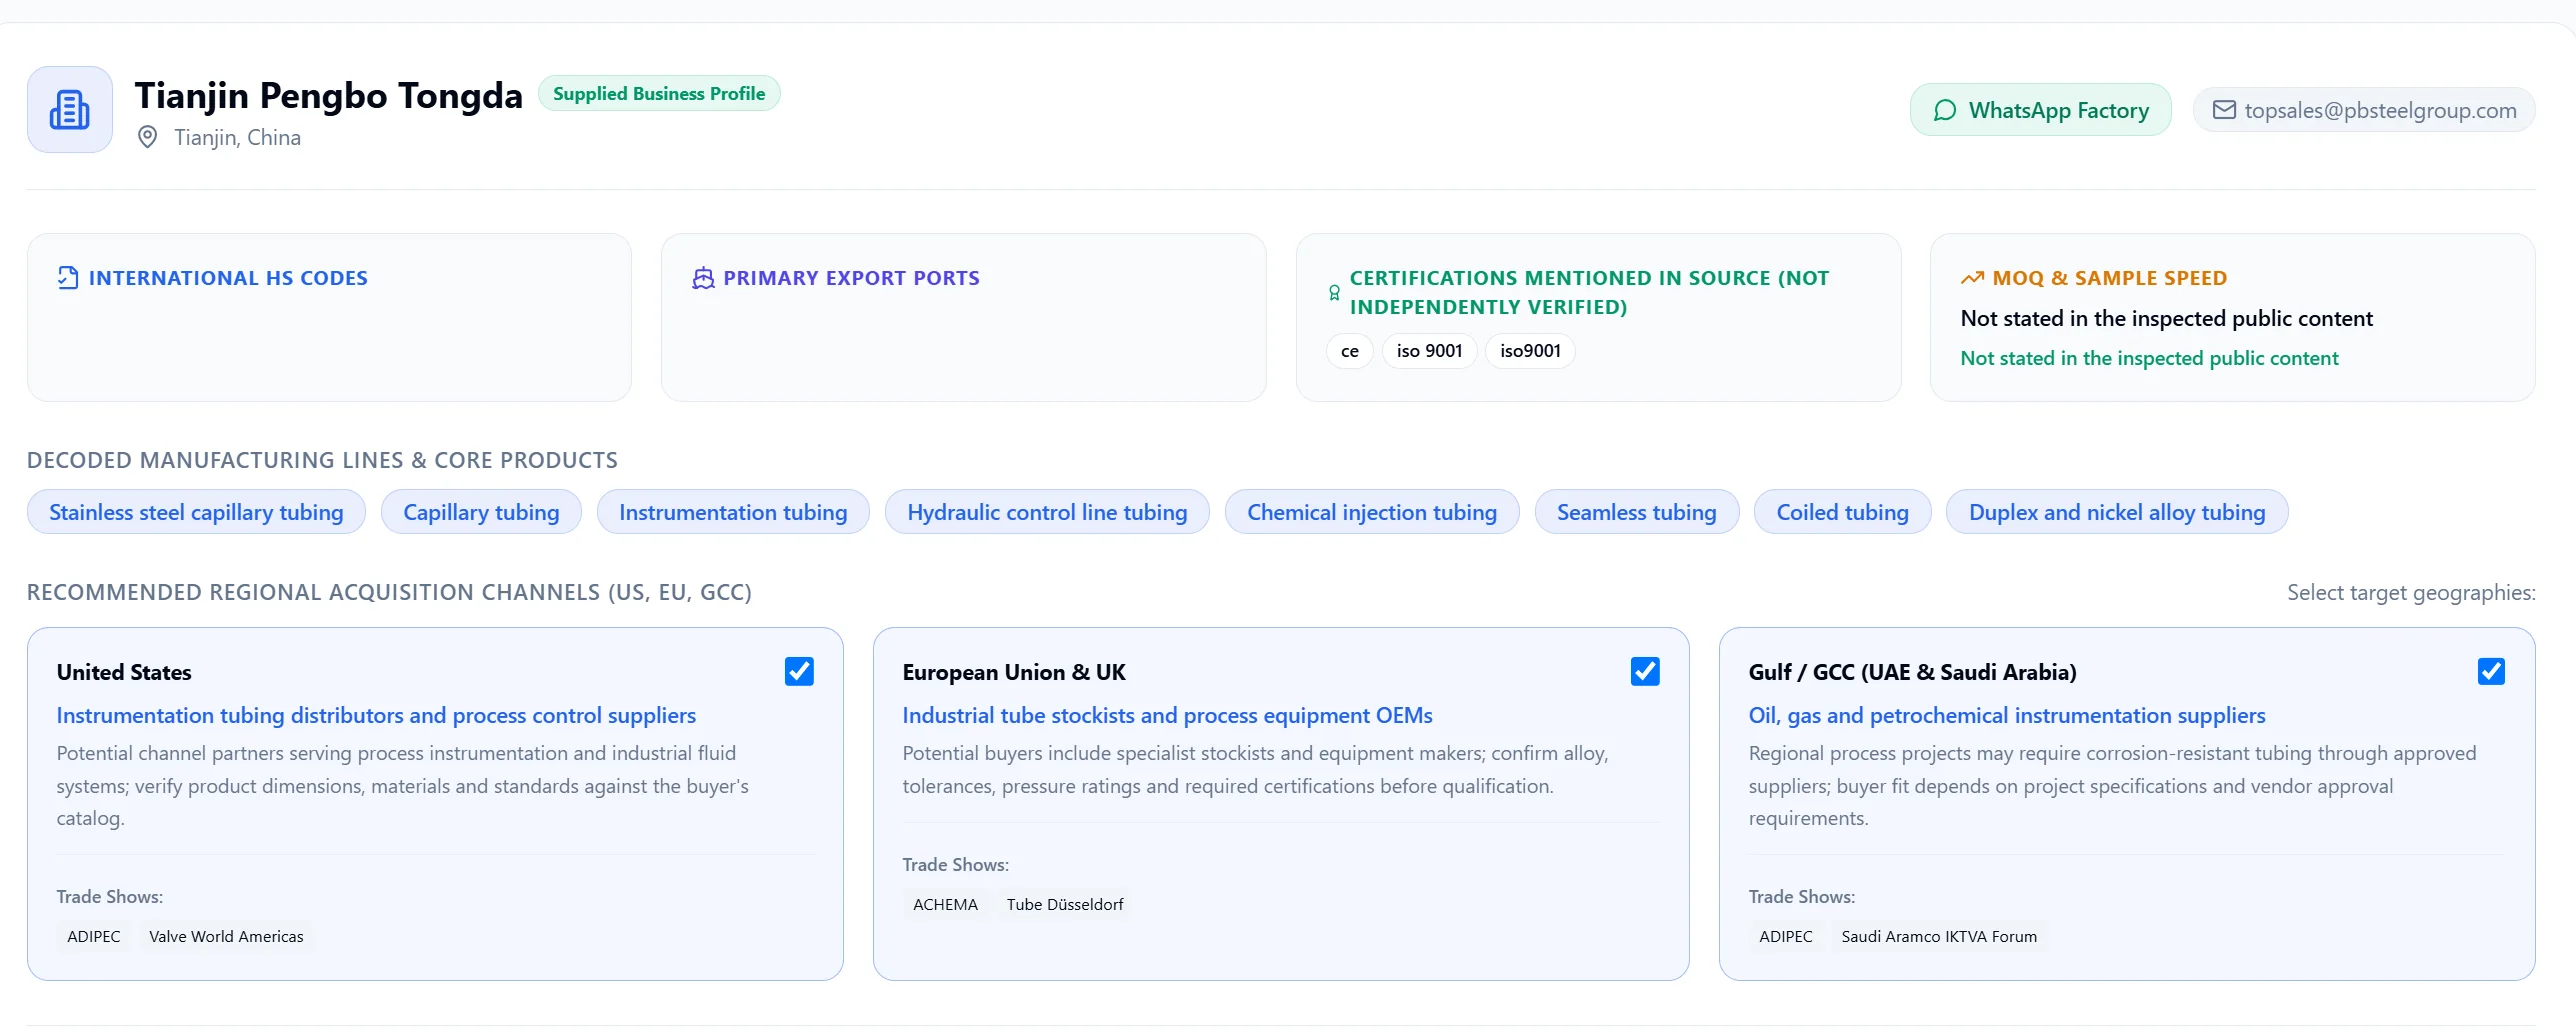 Tianjin Pengbo Tongda
Supplied Business Profile
Tianjin, China
WhatsApp Factory
topsales@pbsteelgroup.com
INTERNATIONAL HS CODES
PRIMARY EXPORT PORTS
CERTIFICATIONS MENTIONED IN SOURCE (NOT
INDEPENDENTLY VERIFIED)
ce
iso 9001
iso9001
MOQ & SAMPLE SPEED
Not stated in the inspected public content
Not stated in the inspected public content
DECODED MANUFACTURING LINES & CORE PRODUCTS
Stainless steel capillary tubing
Capillary tubing
Instrumentation tubing
Hydraulic control line tubing
Chemical injection tubing
Seamless tubing
Coiled tubing
Duplex and nickel alloy tubing
RECOMMENDED REGIONAL ACQUISITION CHANNELS (US, EU, GCC)
Select target geographies:
United States
Instrumentation tubing distributors and process control suppliers
Potential channel partners serving process instrumentation and industrial fluid
systems; verify product dimensions, materials and standards against the buyer's
catalog.
Trade Shows:
ADIPEC
Valve World Americas
European Union & UK
Industrial tube stockists and process equipment OEMs
Potential buyers include specialist stockists and equipment makers; confirm alloy,
tolerances, pressure ratings and required certifications before qualification.
Trade Shows:
ACHEMA
Tube Düsseldorf
Gulf / GCC (UAE & Saudi Arabia)
Oil, gas and petrochemical instrumentation suppliers
Regional process projects may require corrosion-resistant tubing through approved
suppliers; buyer fit depends on project specifications and vendor approval
requirements.
Trade Shows:
ADIPEC
Saudi Aramco IKTVA Forum